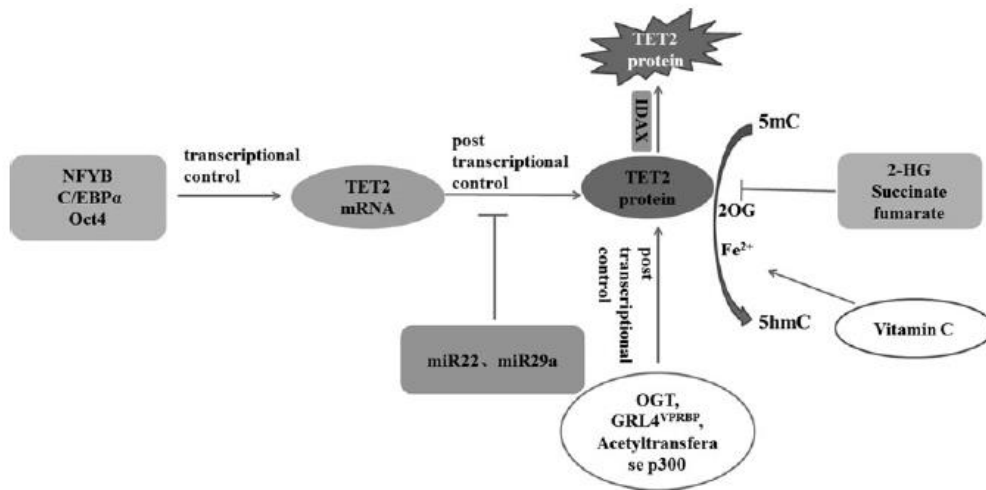 TET2
protein
IDAX
5mC
post
transcriptional
control
transcriptional
control
NFYB
C/EBPα
Oct4
TET2
mRNA
TET2
protein
2OG
2-HG
Succinate
fumarate
Fe²⁺
post
transcriptional
control
5hmC
Vitamin C
miR22、miR29a
OGT,
GRL4ⱽᴾᴿᴮᴾ,
Acetyltransfera
se p300